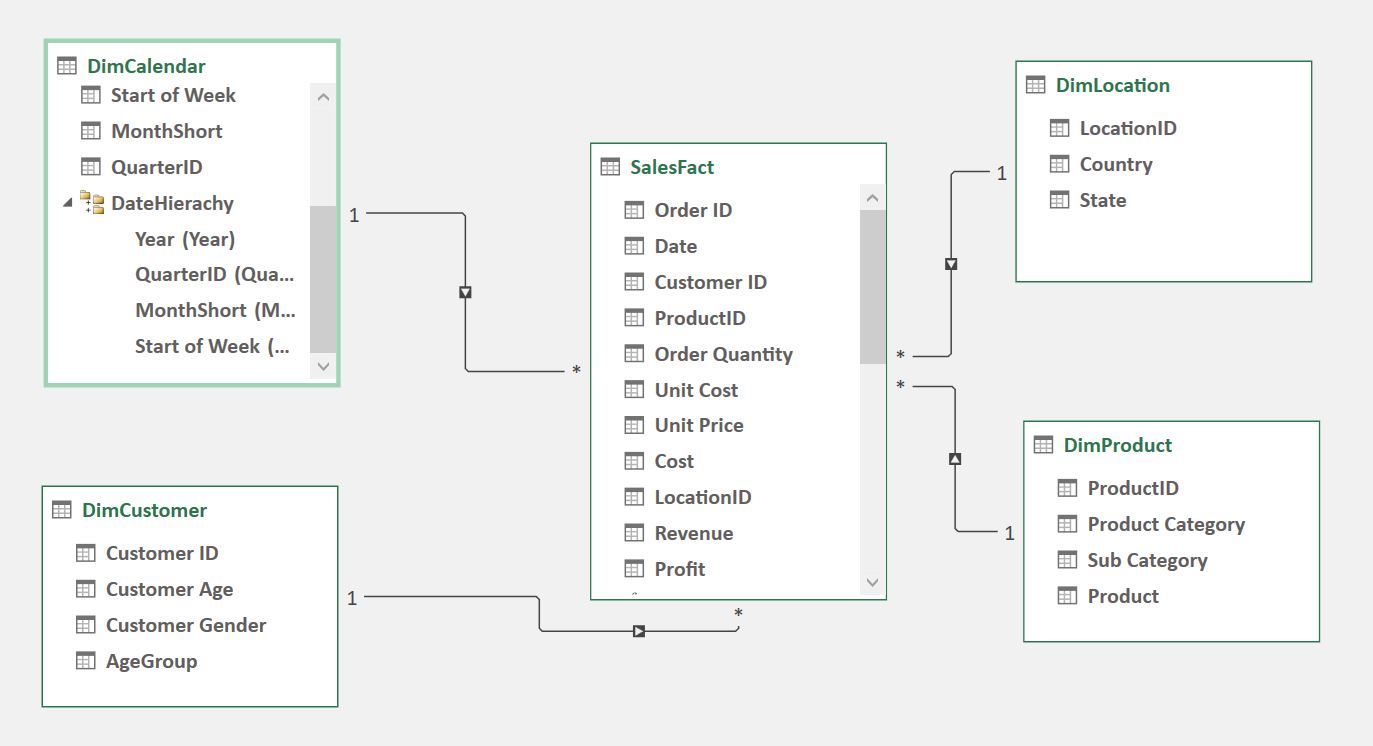 DimCalendar
Start of Week
MonthShort
QuarterID
DateHierachy
Year (Year)
QuarterID (Qua...
MonthShort (M...
Start of Week (...
1
*
SalesFact
Order ID
Date
Customer ID
ProductID
Order Quantity
Unit Cost
Unit Price
Cost
LocationID
Revenue
Profit
DimLocation
LocationID
Country
State
1
*
*
1
DimProduct
ProductID
Product Category
Sub Category
Product
DimCustomer
Customer ID
Customer Age
Customer Gender
AgeGroup
1
*